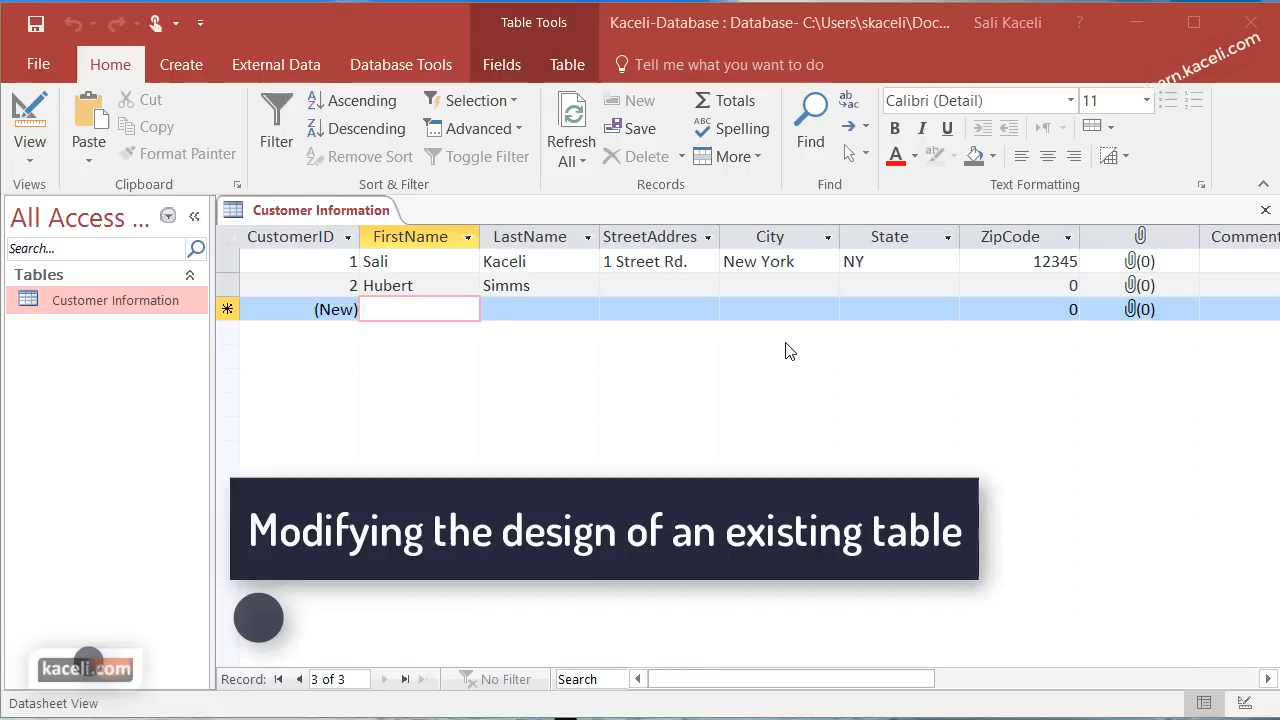 Table Tools
Kaceli-Database : Database- C:\Users\skaceli\Doc...
Sali Kaceli
?
File
Home
Create
External Data
Database Tools
Fields
Table
Tell me what you want to do
.kaceli.com
View
Paste
Cut
Copy
Format Painter
Filter
Ascending
Descending
Remove Sort
Selection
Advanced
Toggle Filter
Refresh
All
New
Save
Delete
Totals
Spelling
More
Find
Calibri (Detail)
11
B I U
A
Views
Clipboard
Sort & Filter
Records
Find
Text Formatting
All Access ...
Search...
Tables
Customer Information
Customer Information
CustomerID FirstName LastName StreetAddres City State ZipCode Comment
1 Sali Kaceli 1 Street Rd. New York NY 12345 (0)
2 Hubert Simms 0 (0)
(New) 0 (0)
Modifying the design of an existing table
kaceli.com
Record: 3 of 3 No Filter Search
Datasheet View